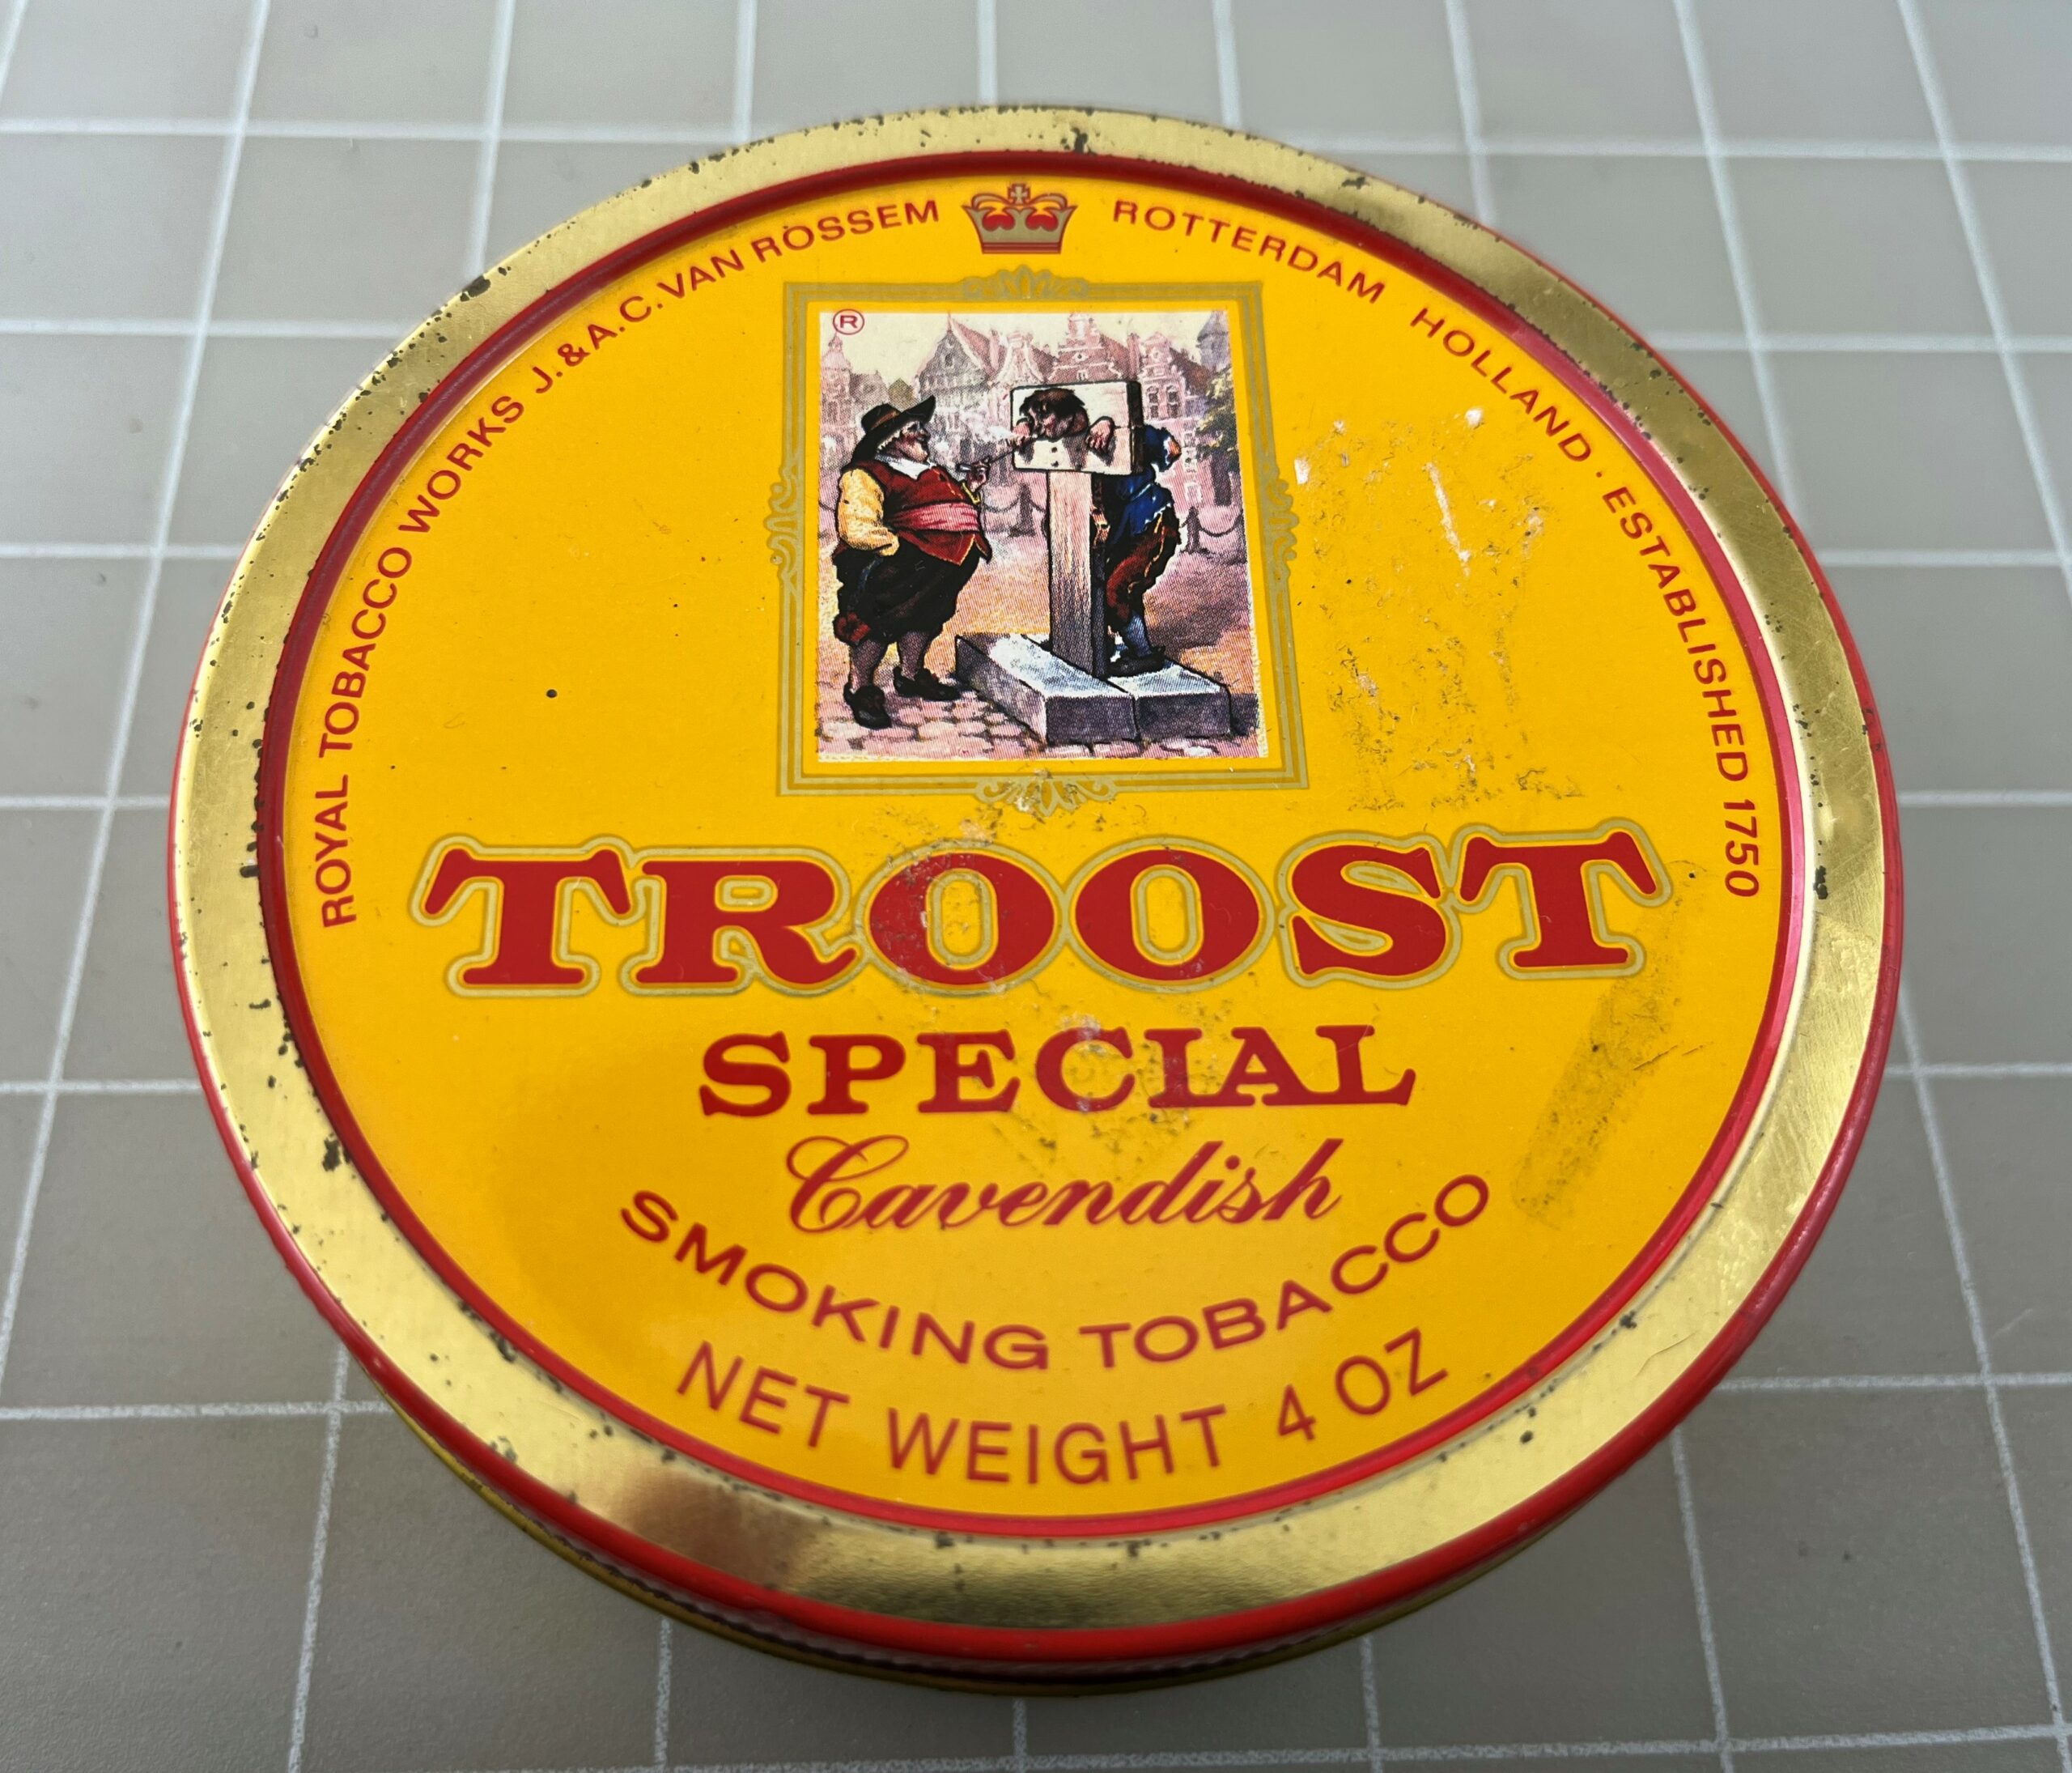 ROYAL TOBACCO WORKS J.&A.C.VAN ROSSEM ROTTERDAM HOLLAND · ESTABLISHED 1750
®
TROOST
SPECIAL
Cavendish
SMOKING TOBACCO
NET WEIGHT 4 OZ